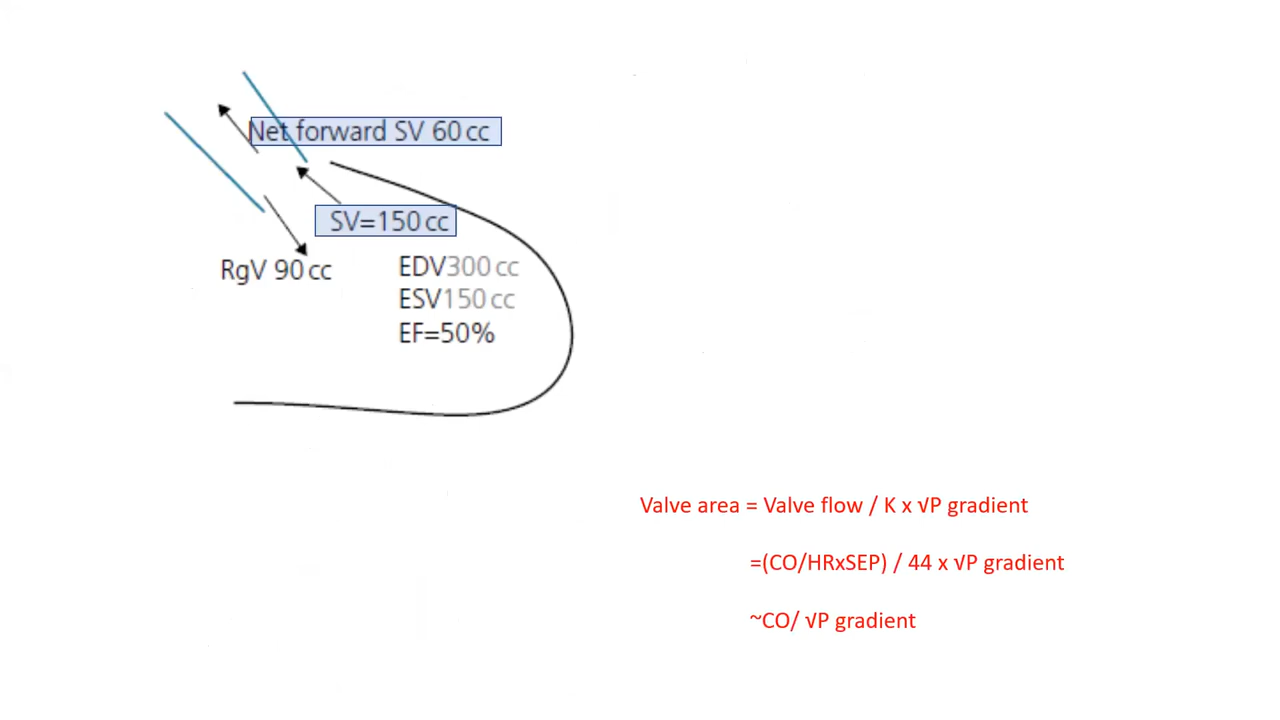 Net forward SV 60 cc
SV=150 cc
RgV 90 cc
EDV300 cc
ESV150 cc
EF=50%
Valve area = Valve flow / K x √P gradient
=(CO/HRxSEP) / 44 x √P gradient
~CO/ √P gradient